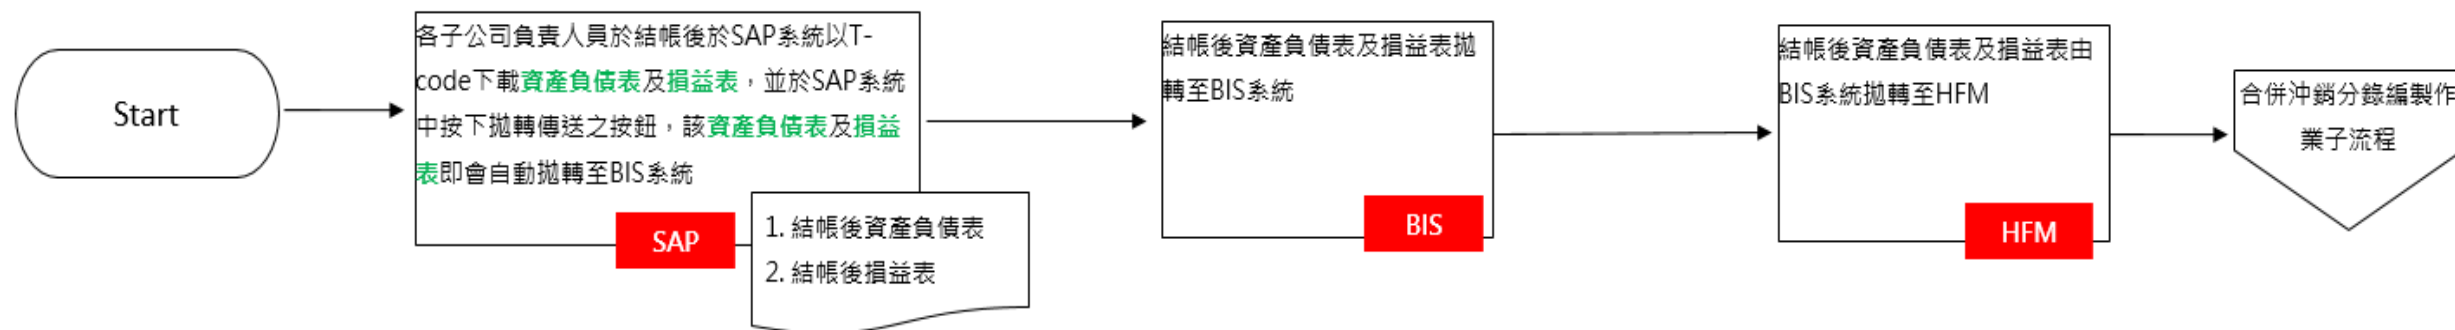 Start
各子公司負責人員於結帳後於SAP系統以T-
code下載資產負債表及損益表，並於SAP系統
中按下拋轉傳送之按鈕，該資產負債表及損益
表即會自動拋轉至BIS系統
SAP
1. 結帳後資產負債表
2. 結帳後損益表
結帳後資產負債表及損益表拋
轉至BIS系統
BIS
結帳後資產負債表及損益表由
BIS系統拋轉至HFM
HFM
合併沖銷分錄編製作
業子流程